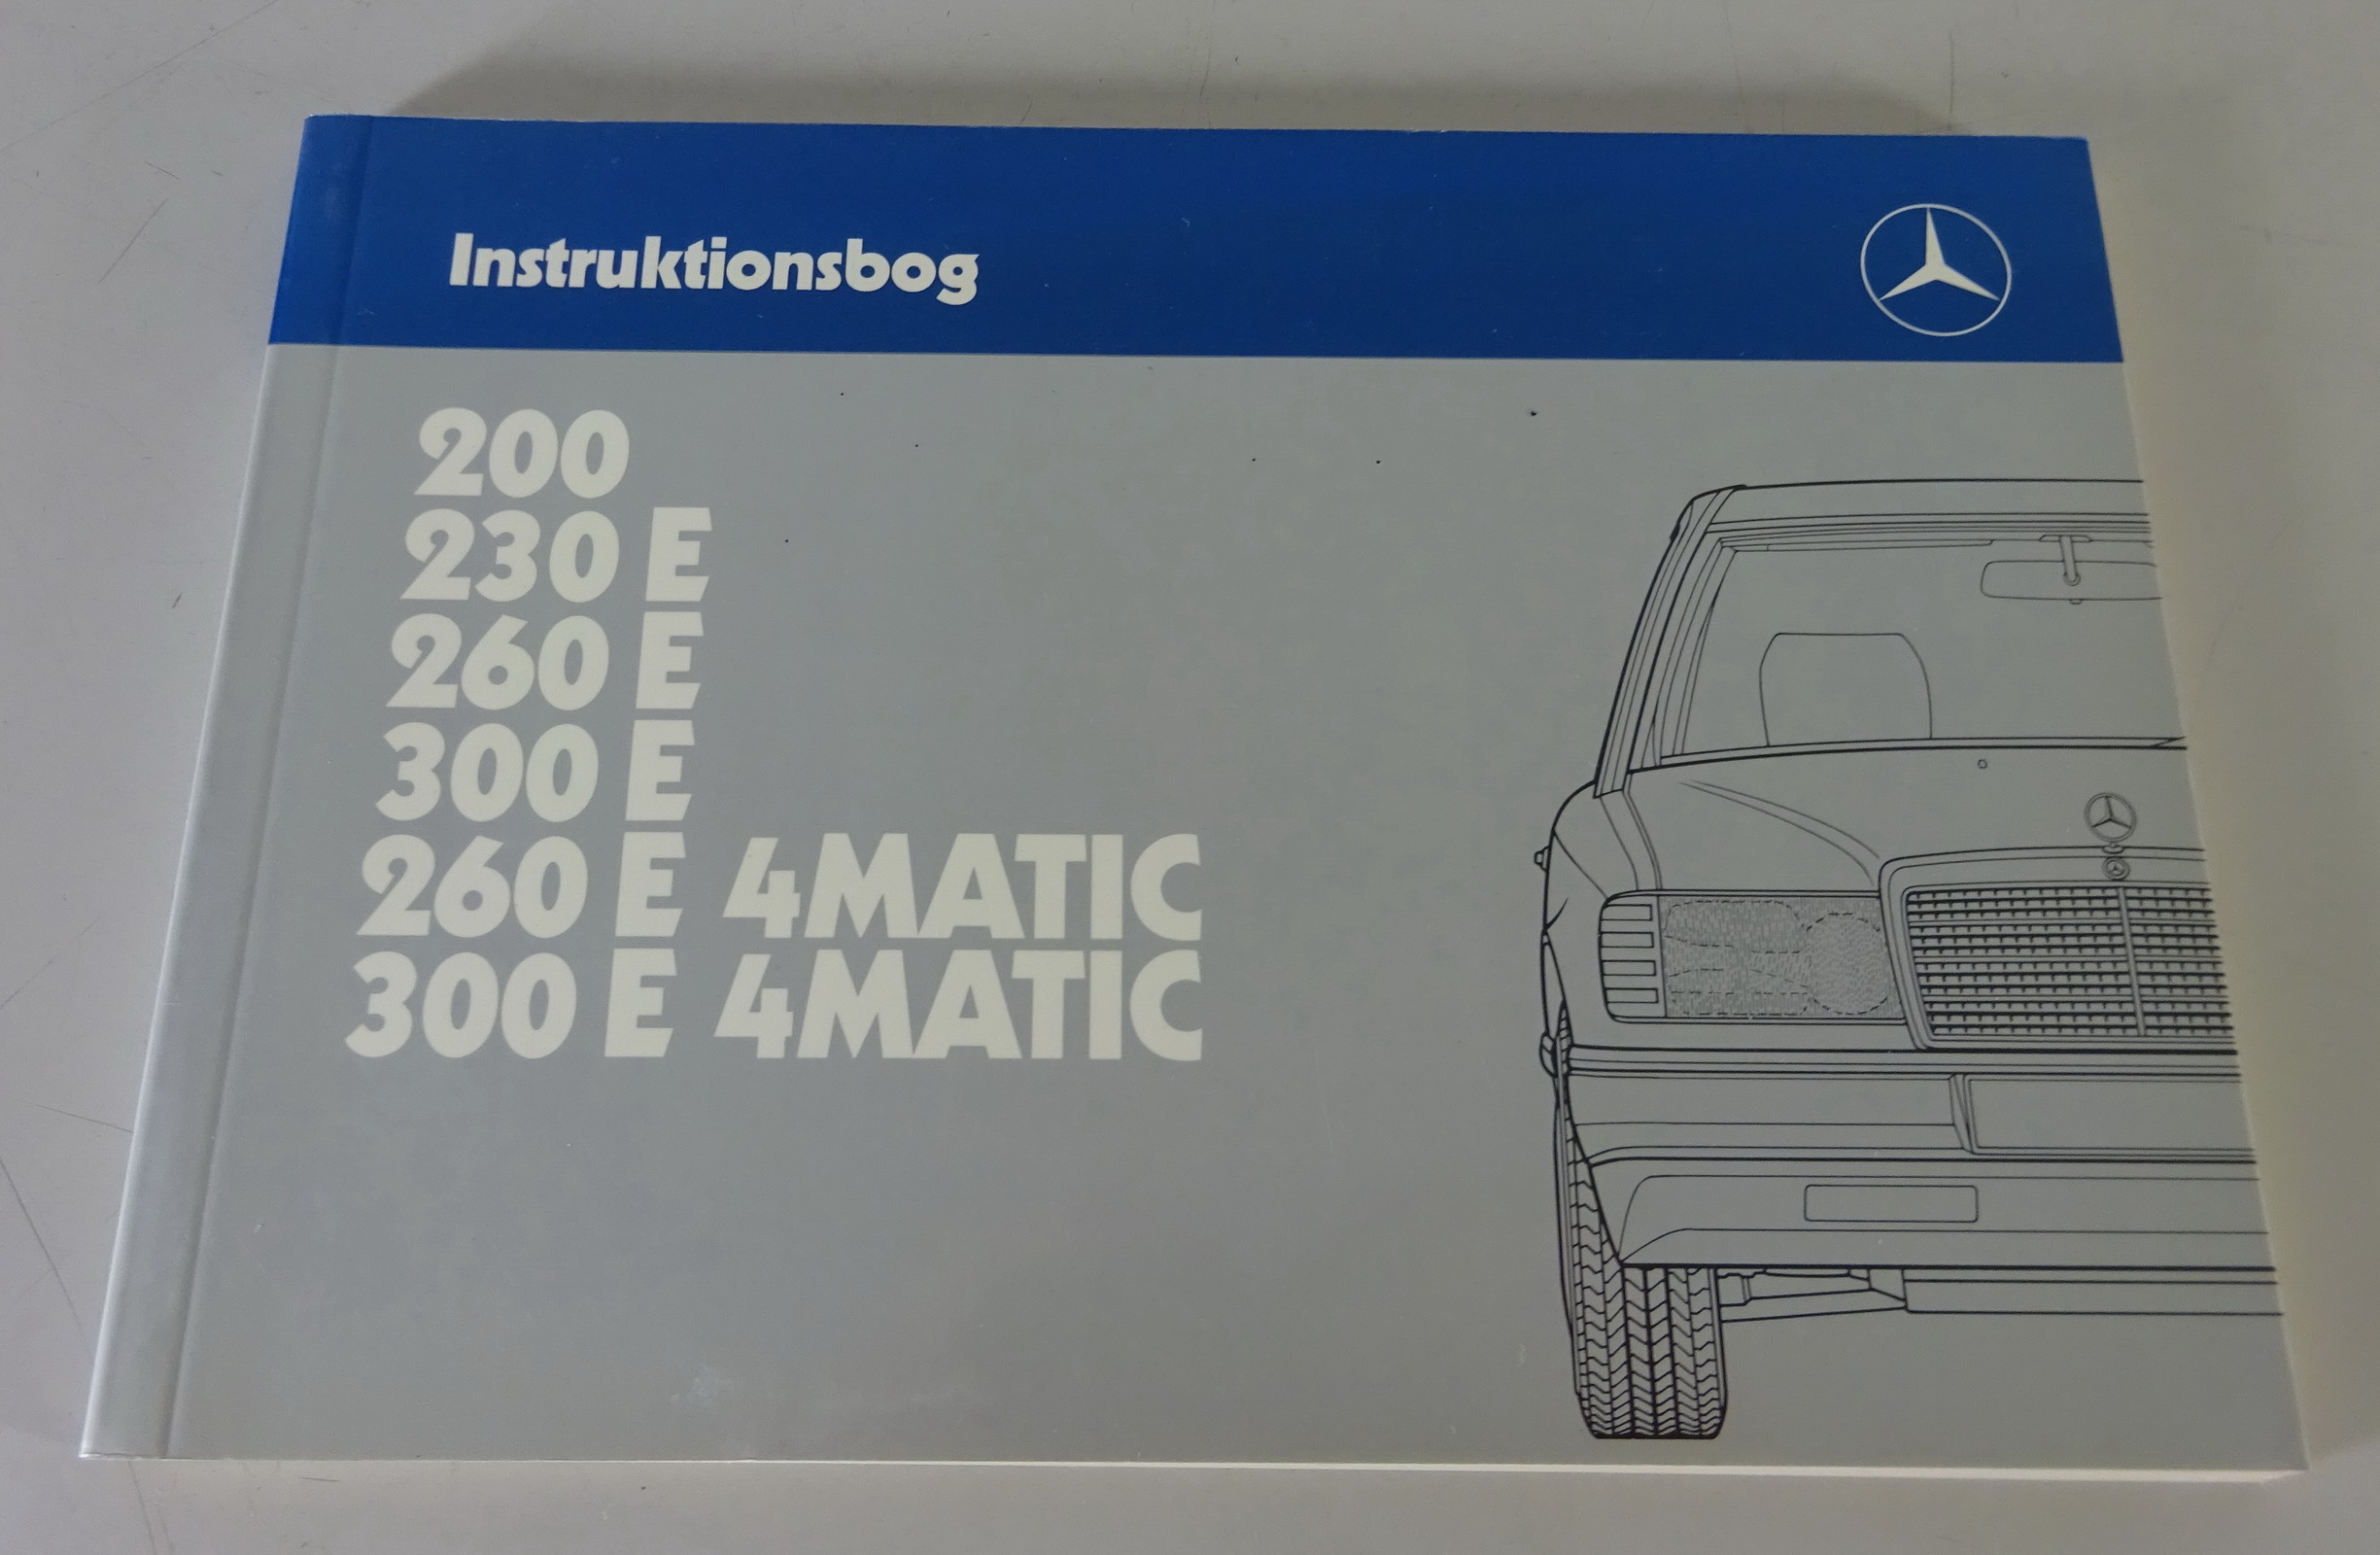 Instruktionsbog
200
230 E
260 E
300 E
260 E 4MATIC
300 E 4MATIC